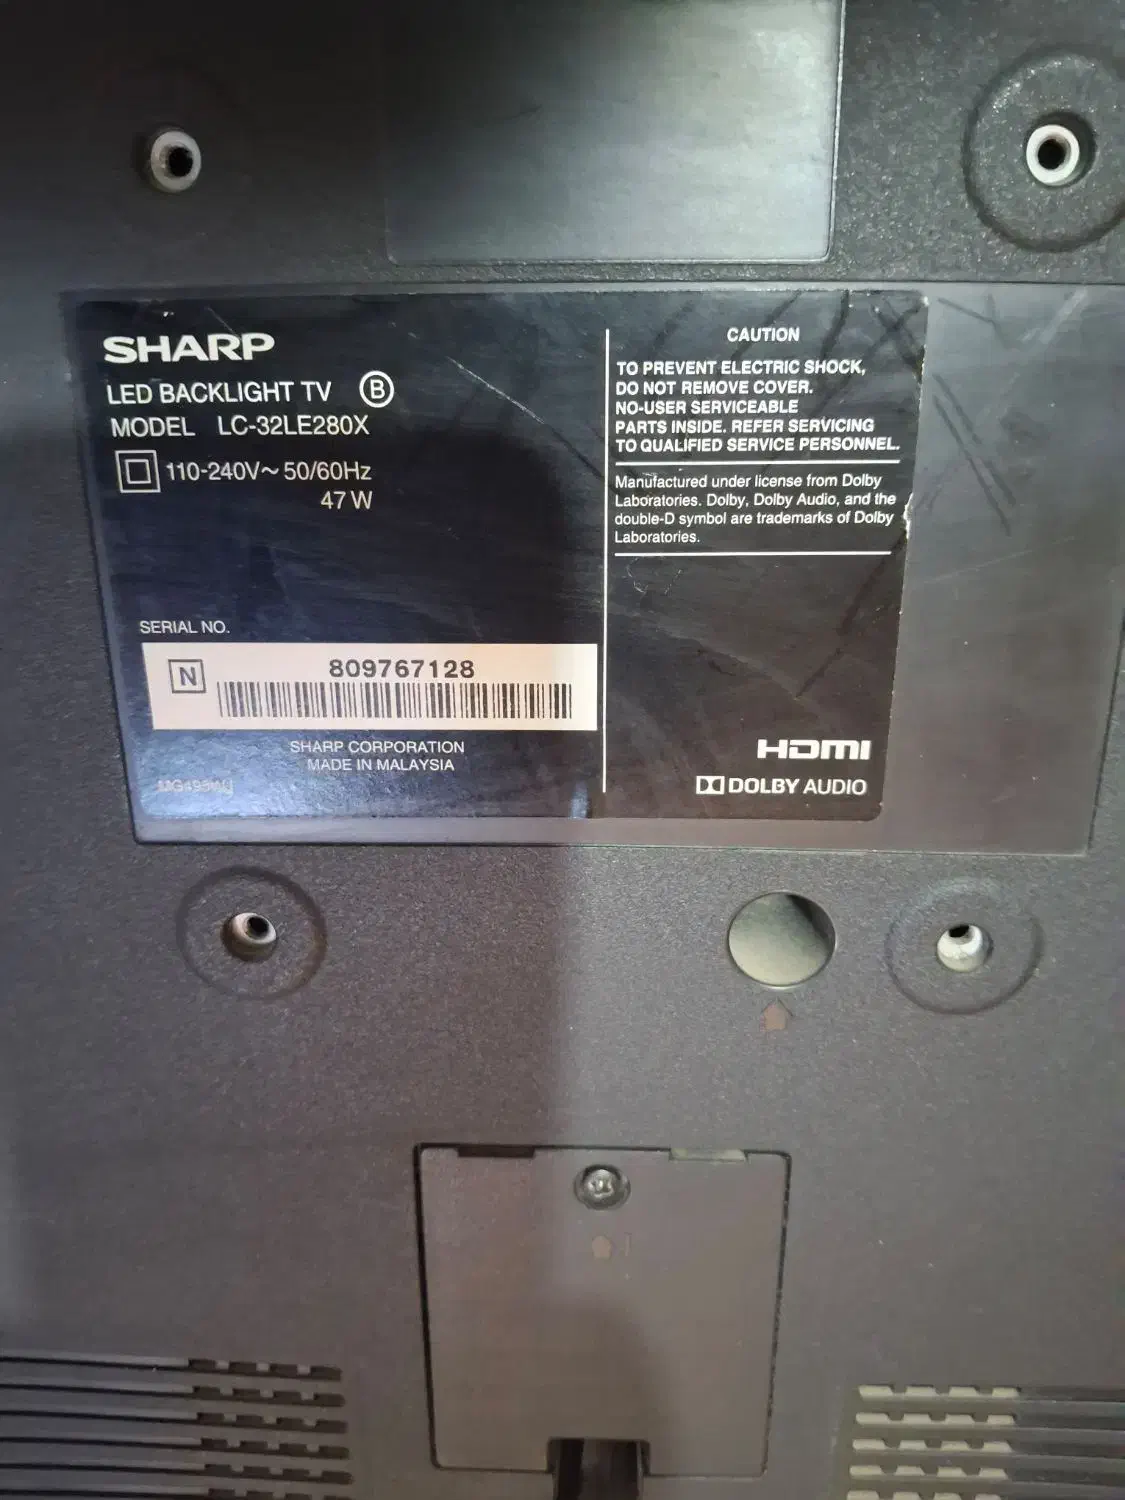 SHARP
LED BACKLIGHT TV B
MODEL LC-32LE280X
110-240V~ 50/60Hz
47 W
SERIAL NO.
N 809767128
SHARP CORPORATION
MADE IN MALAYSIA
CAUTION
TO PREVENT ELECTRIC SHOCK,
DO NOT REMOVE COVER.
NO-USER SERVICEABLE
PARTS INSIDE. REFER SERVICING
TO QUALIFIED SERVICE PERSONNEL.
Manufactured under license from Dolby
Laboratories. Dolby, Dolby Audio, and the
double-D symbol are trademarks of Dolby
Laboratories.
HDMI
DOLBY AUDIO